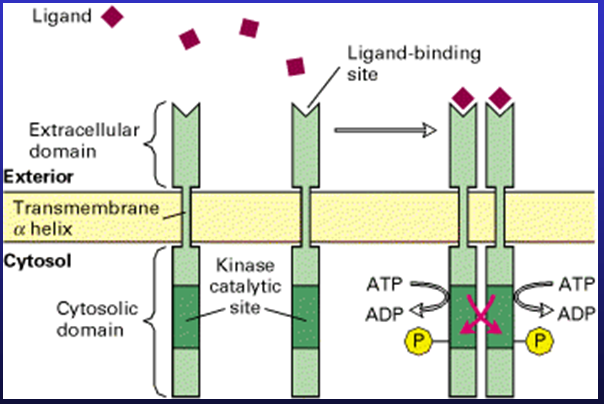 Ligand
Ligand-binding
site
Extracellular
domain
Exterior
Transmembrane
α helix
Cytosol
Kinase
catalytic
site
Cytosolic
domain
ATP
ADP
P
ATP
ADP
P